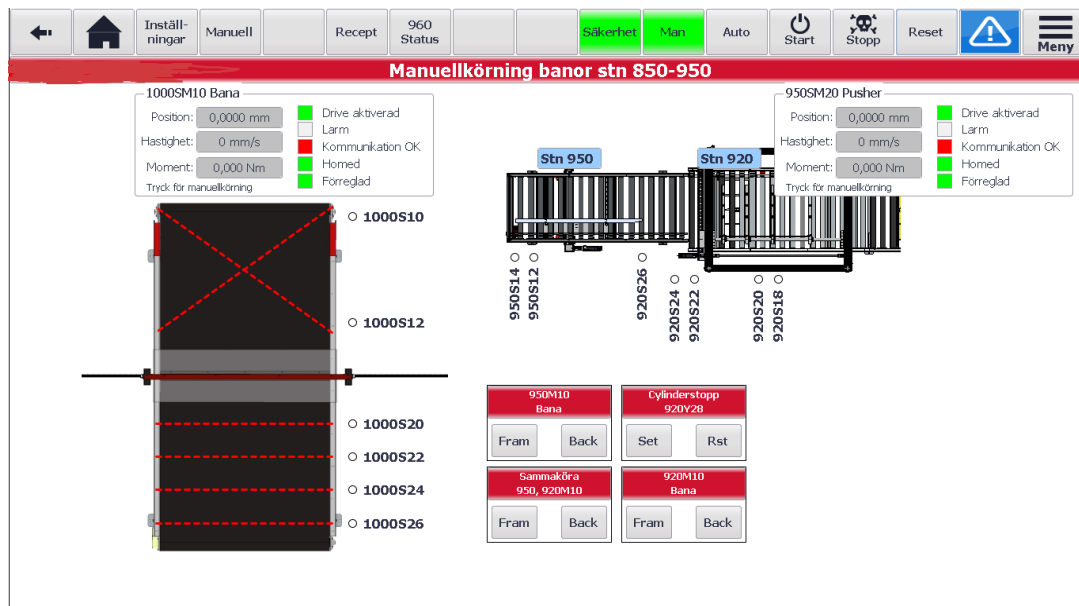 Inställ-
ningar
Manuell
Recept
960
Status
Säkerhet
Man
Auto
Start
Stopp
Reset
Meny
Manuellkörning banor stn 850-950
1000SM10 Bana
Position: 0,0000 mm
Hastighet: 0 mm/s
Moment: 0,000 Nm
Tryck för manuellkörning
Drive aktiverad
Larm
Kommunikation OK
Homed
Förreglad
950SM20 Pusher
Position: 0,0000 mm
Hastighet: 0 mm/s
Moment: 0,000 Nm
Tryck för manuellkörning
Drive aktiverad
Larm
Kommunikation OK
Homed
Förreglad
Stn 950
Stn 920
1000S10
1000S12
1000S20
1000S22
1000S24
1000S26
950S14
950S12
920S26
920S24
920S22
920S20
920S18
950M10
Bana
Fram Back
Cylinderstopp
920Y28
Set Rst
Sammaköra
950, 920M10
Fram Back
920M10
Bana
Fram Back